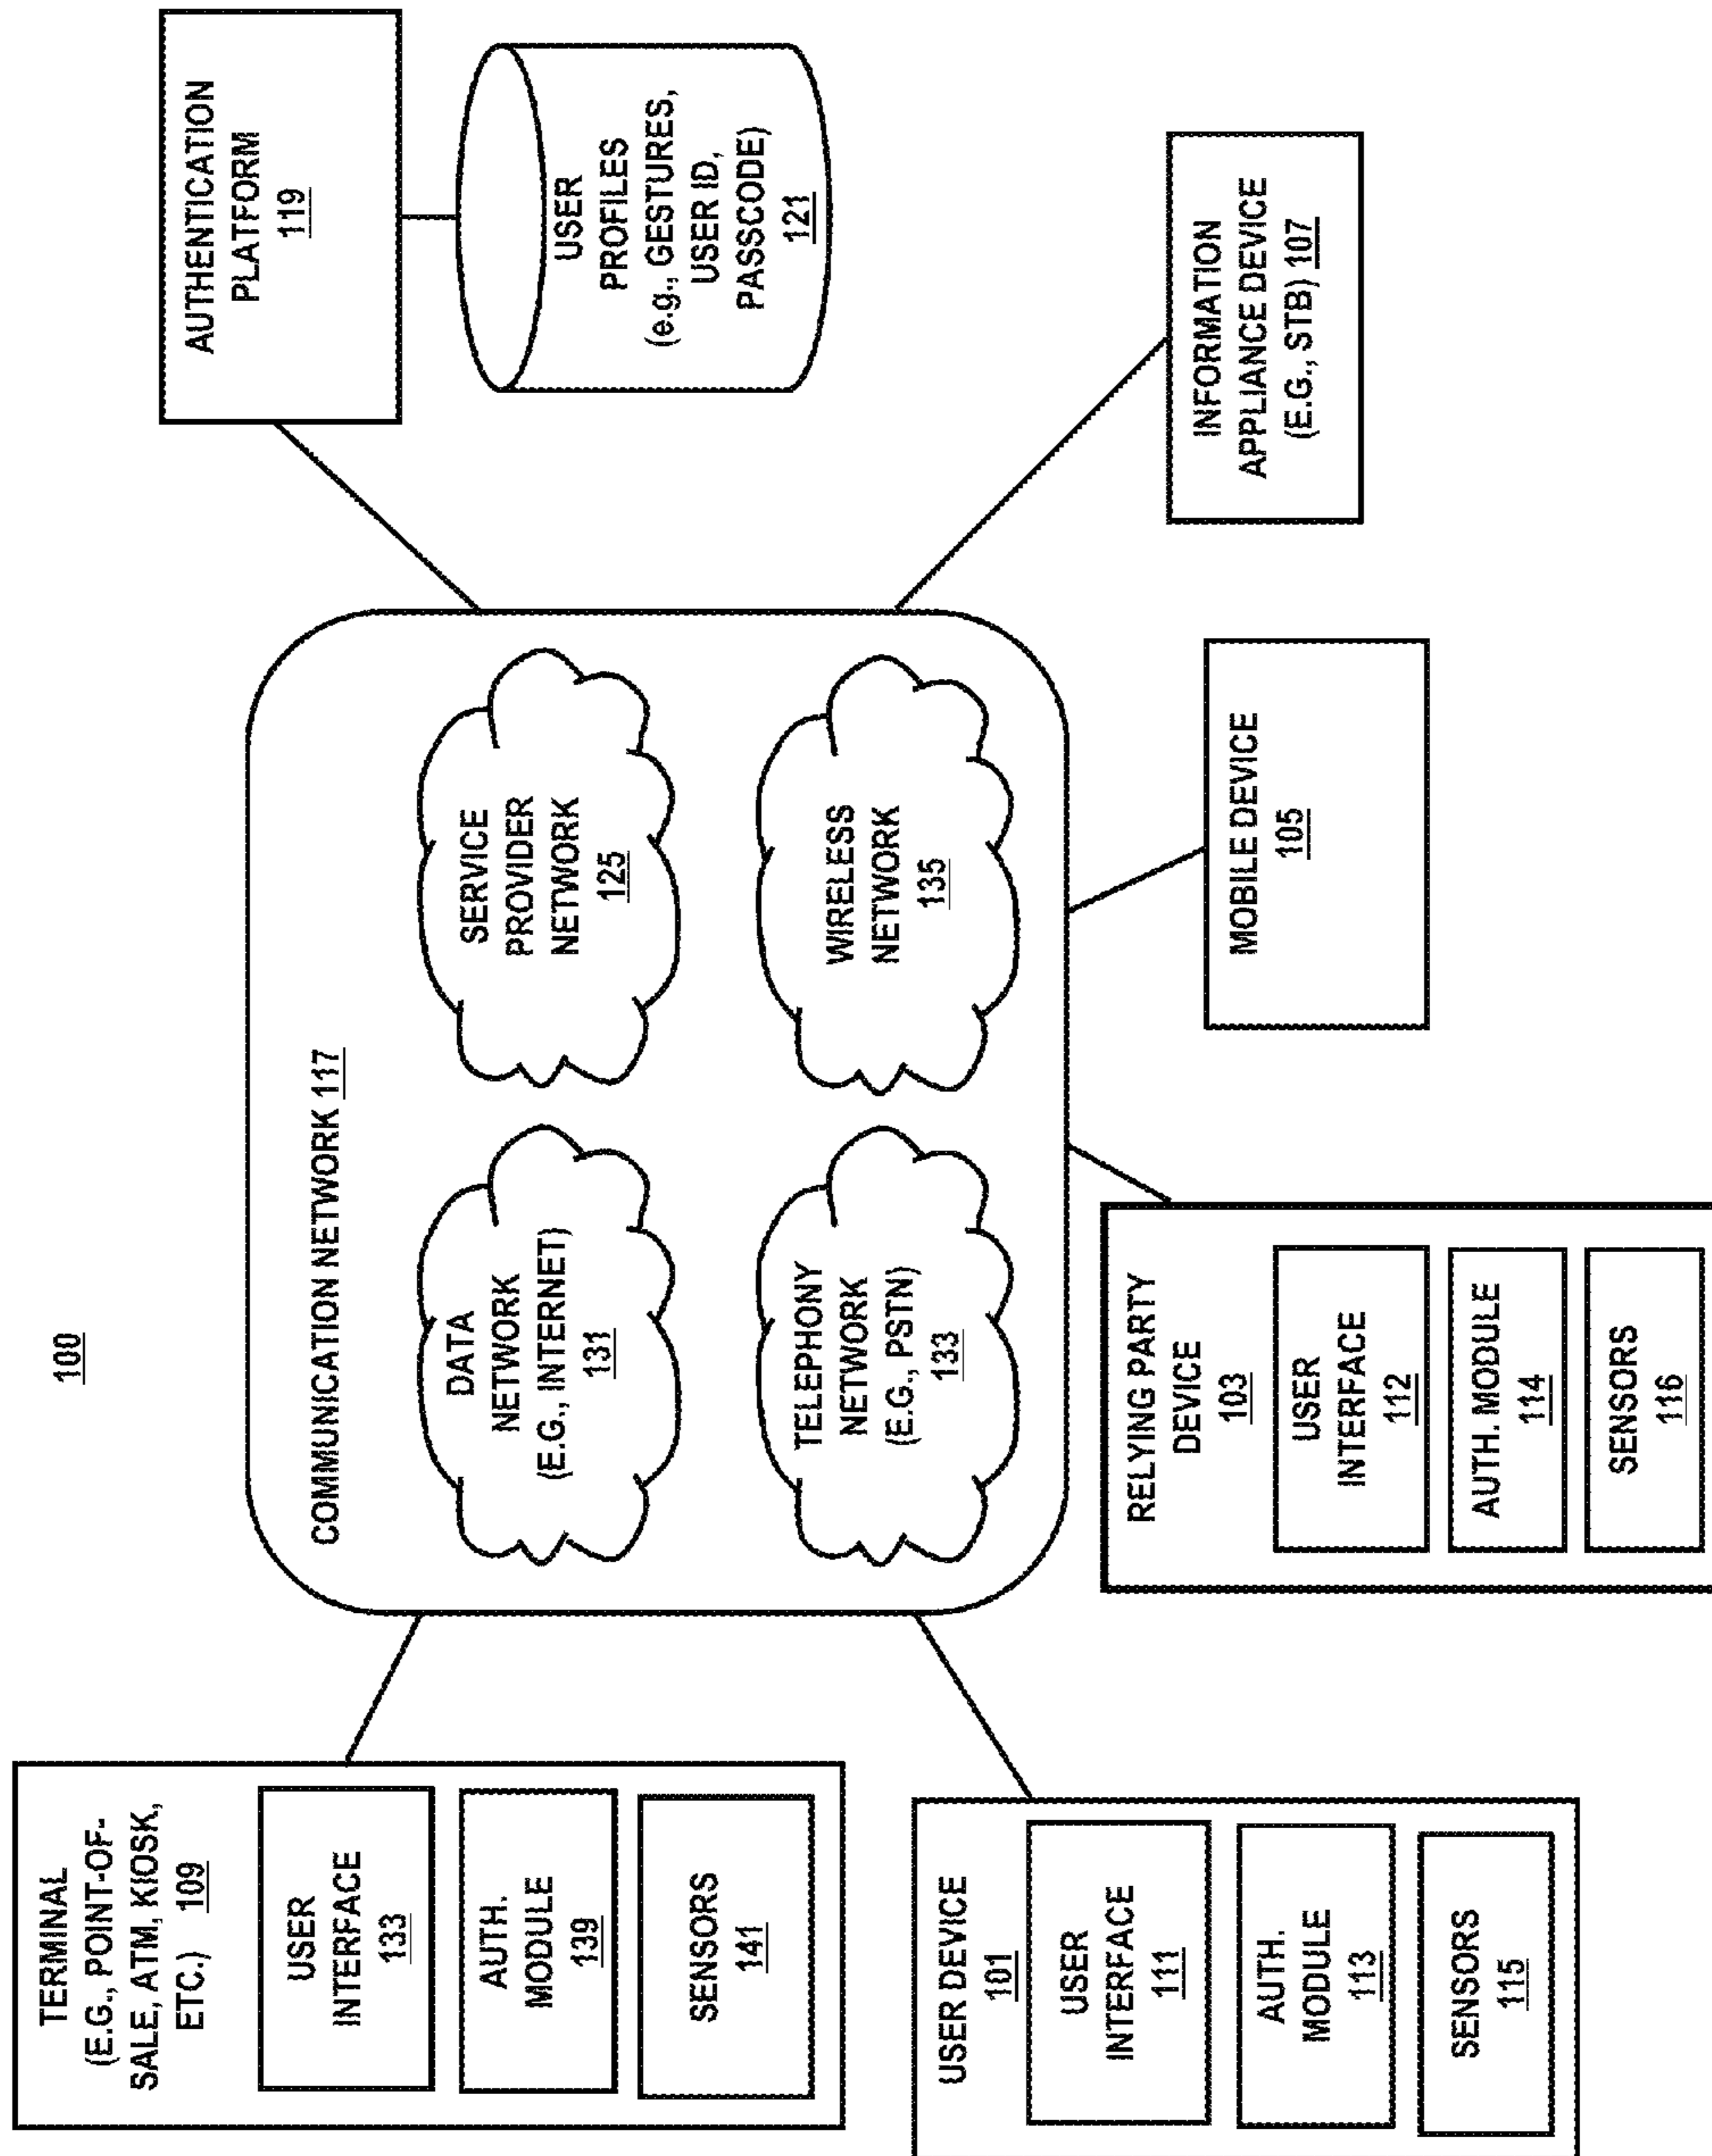 100
TERMINAL
(E.G., POINT-OF-
SALE, ATM, KIOSK,
ETC.) 109
USER
INTERFACE
133
AUTH.
MODULE
139
SENSORS
141
USER DEVICE
101
USER
INTERFACE
111
AUTH.
MODULE
113
SENSORS
115
COMMUNICATION NETWORK 117
DATA
NETWORK
(E.G., INTERNET)
131
SERVICE
PROVIDER
NETWORK
125
TELEPHONY
NETWORK
(E.G., PSTN)
133
WIRELESS
NETWORK
135
AUTHENTICATION
PLATFORM
119
USER
PROFILES
(e.g., GESTURES,
USER ID,
PASSCODE)
121
RELYING PARTY
DEVICE
103
USER
INTERFACE
112
AUTH. MODULE
114
SENSORS
116
MOBILE DEVICE
105
INFORMATION
APPLIANCE DEVICE
(E.G., STB) 107